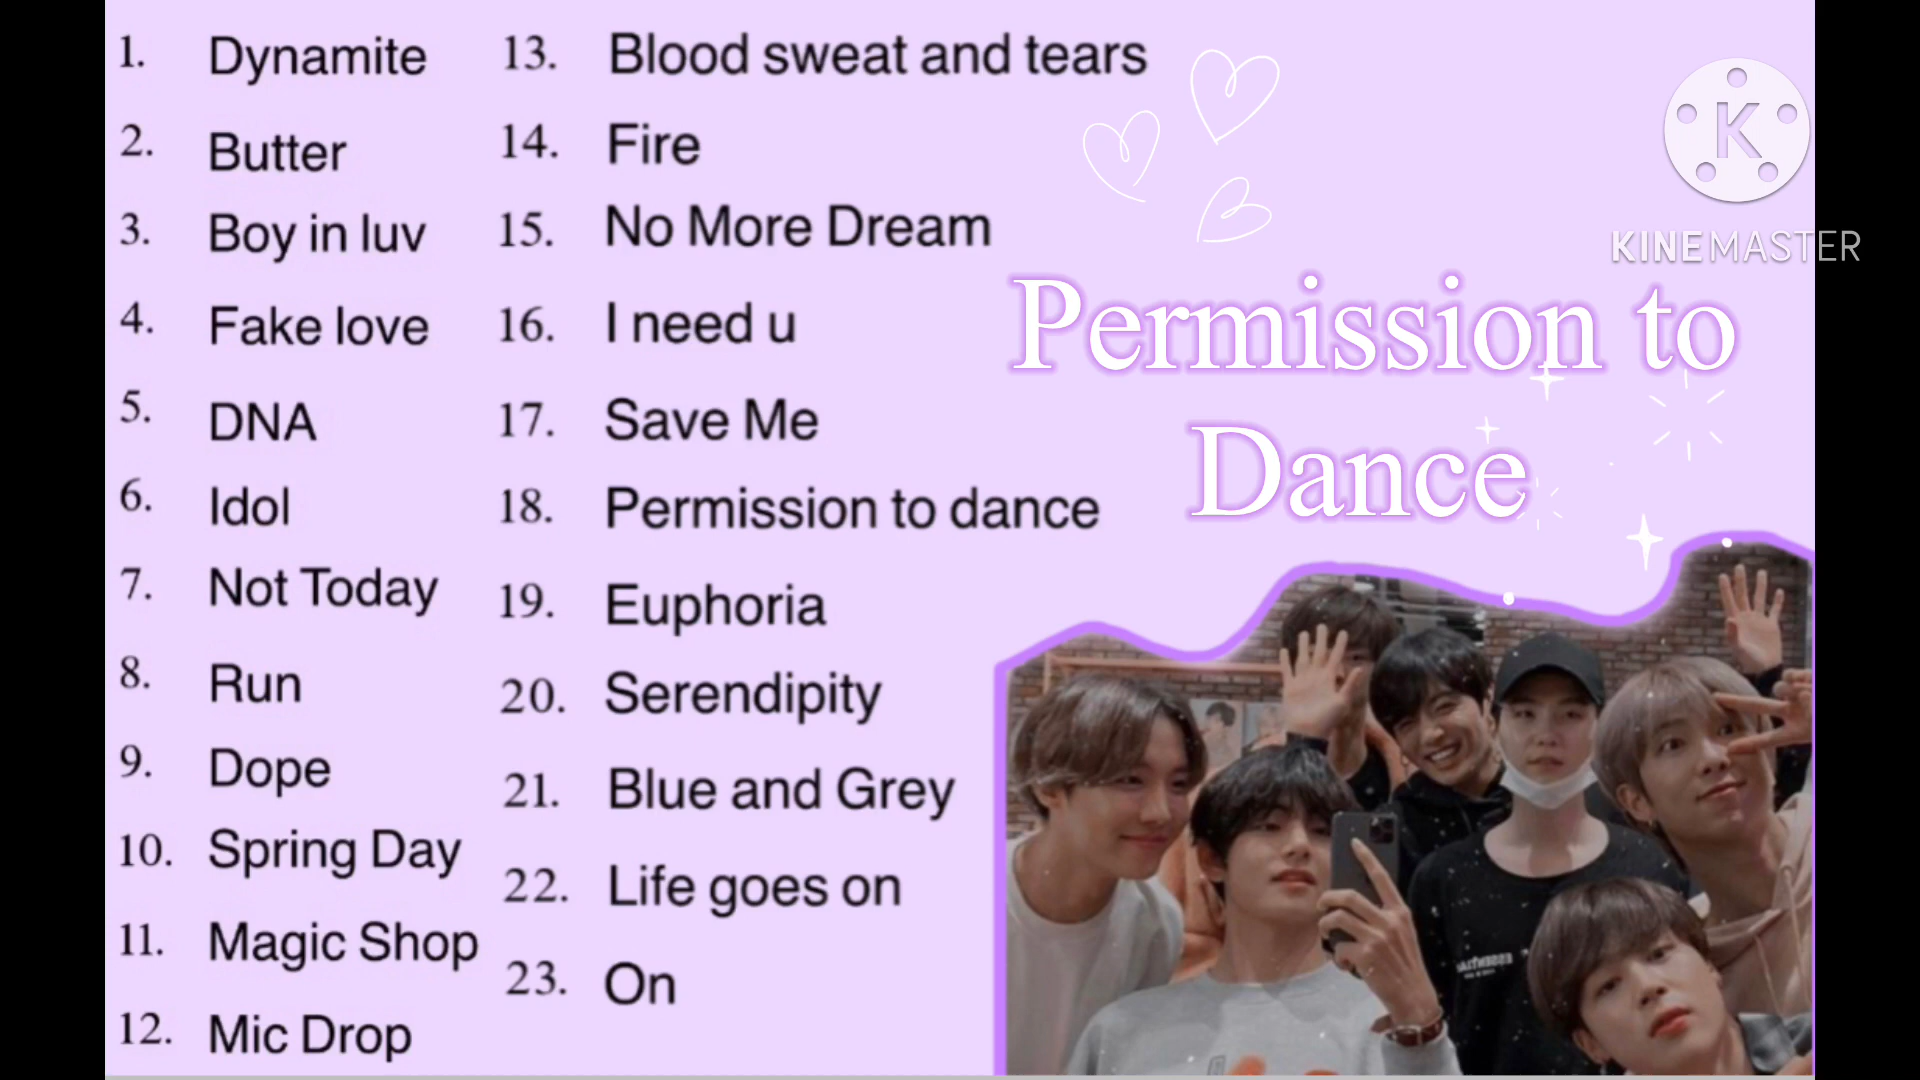 1. Dynamite
2. Butter
3. Boy in luv
4. Fake love
5. DNA
6. Idol
7. Not Today
8. Run
9. Dope
10. Spring Day
11. Magic Shop
12. Mic Drop
13. Blood sweat and tears
14. Fire
15. No More Dream
16. I need u
17. Save Me
18. Permission to dance
19. Euphoria
20. Serendipity
21. Blue and Grey
22. Life goes on
23. On
Permission to
Dance
K
KINEMASTER